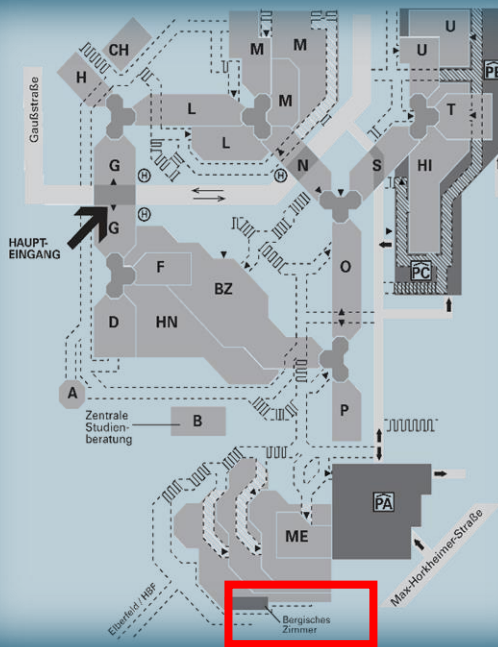 U
M
M
CH
U
PE
H
M
L
T
Gaußstraße
L
G
N
S
HI
H
H
G
H
HAUPT-
EINGANG
PC
F
O
BZ
D
HN
A
P
Zentrale
Studien-
beratung
B
PA
ME
Max-Horkheimer-Straße
Elberfeld / HBF
Bergisches
Zimmer